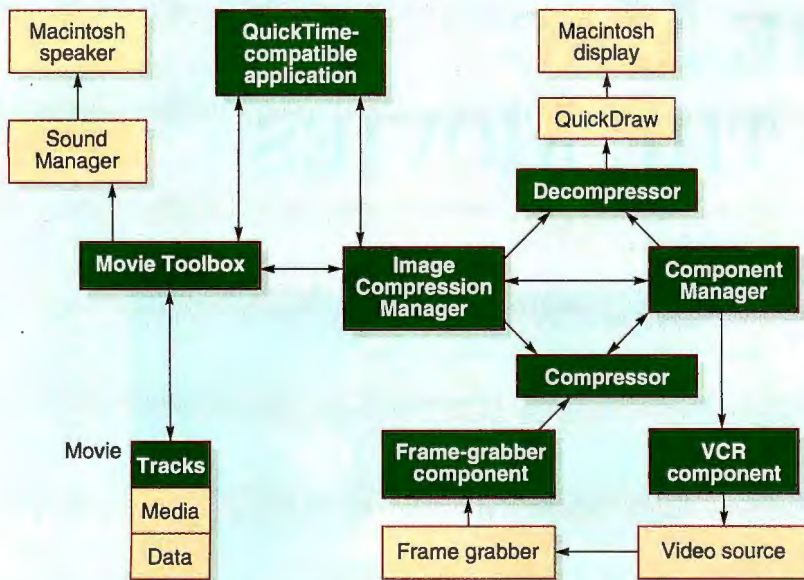 Macintosh
speaker
QuickTime-
compatible
application
Macintosh
display
Sound
Manager
QuickDraw
Decompressor
Movie Toolbox
Image
Compression
Manager
Component
Manager
Compressor
Movie
Tracks
Media
Data
Frame-grabber
component
VCR
component
Frame grabber
Video source